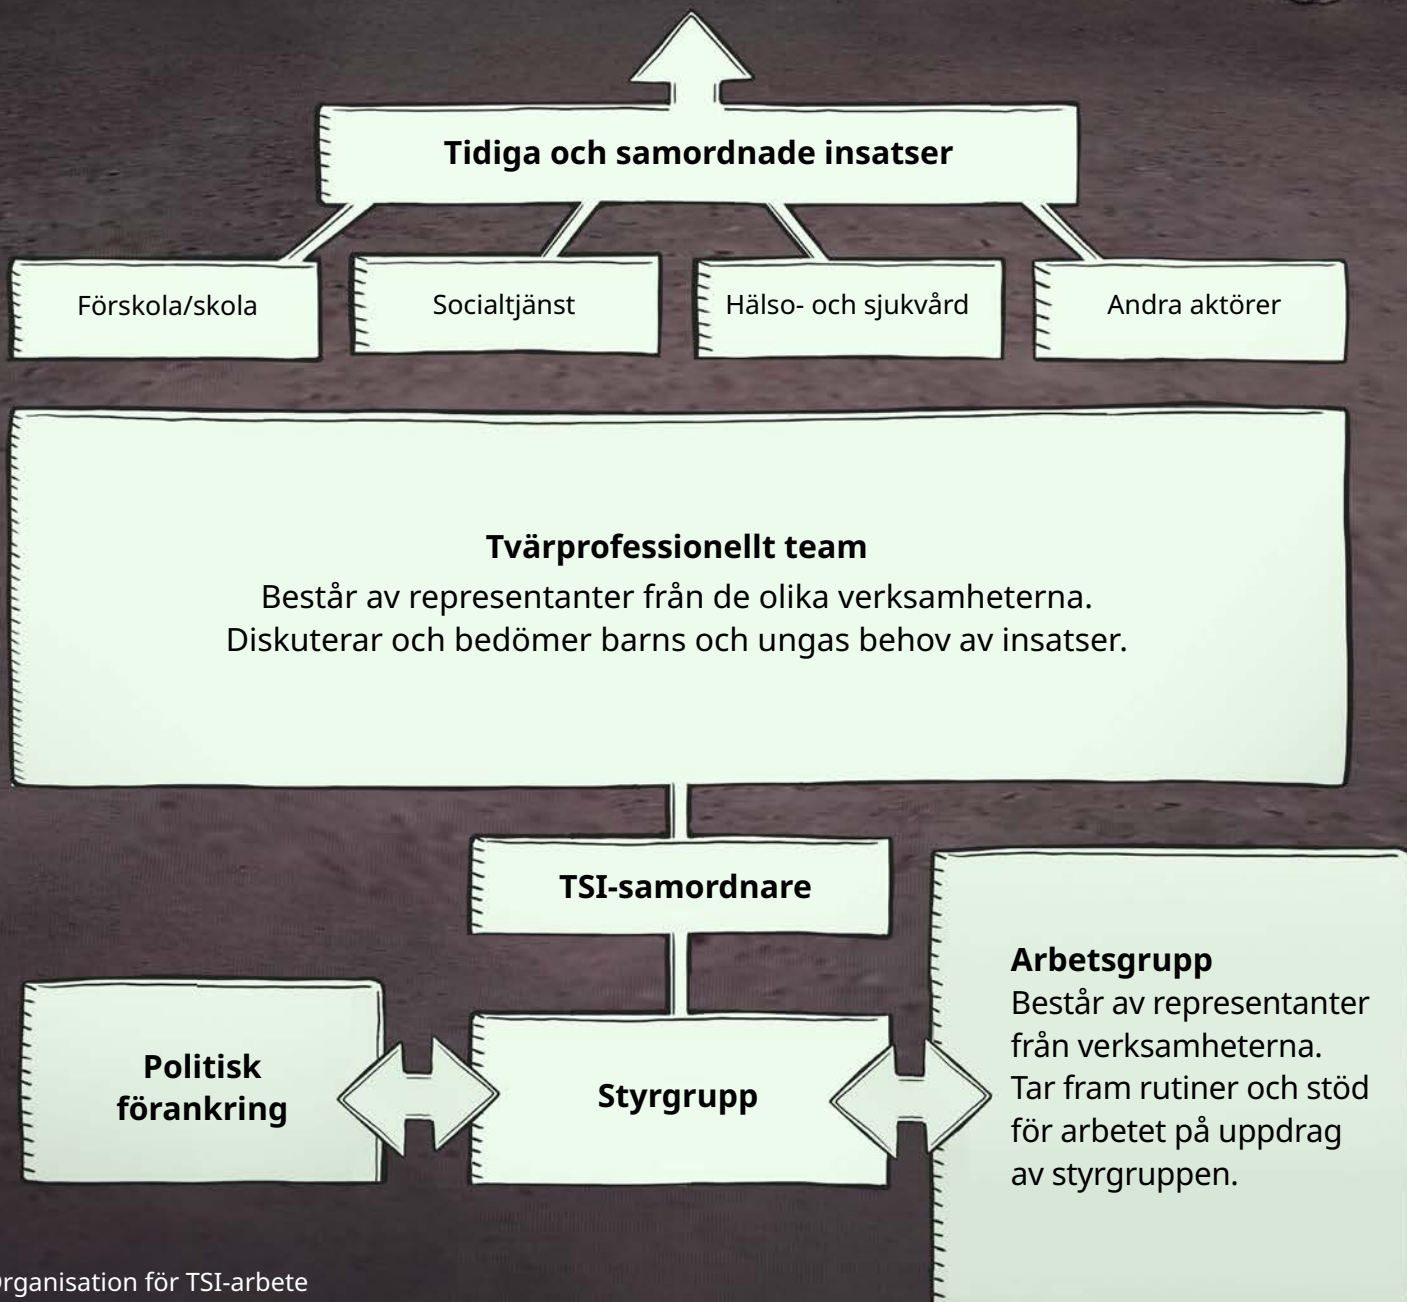 Tidiga och samordnade insatser
Förskola/skola
Socialtjänst
Hälso- och sjukvård
Andra aktörer
Tvärprofessionellt team
Består av representanter från de olika verksamheterna.
Diskuterar och bedömer barns och ungas behov av insatser.
TSI-samordnare
Politisk
förankring
Styrgrupp
Arbetsgrupp
Består av representanter
från verksamheterna.
Tar fram rutiner och stöd
för arbetet på uppdrag
av styrgruppen.
rganisation för TSI-arbete